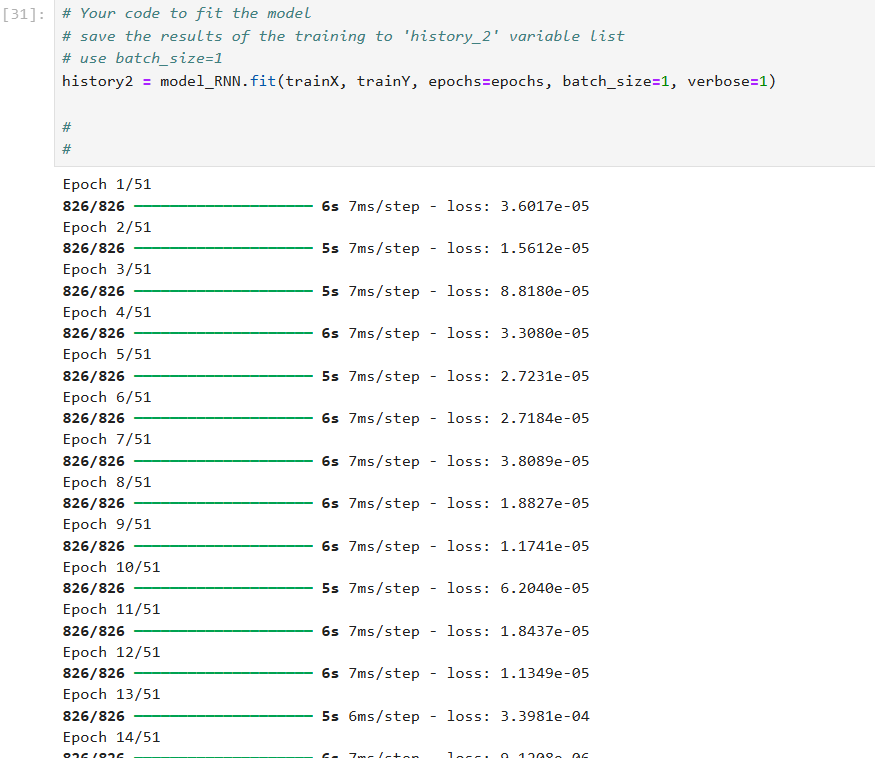 [31]: # Your code to fit the model
# save the results of the training to 'history_2' variable list
# use batch_size=1
history2 = model_RNN.fit(trainX, trainY, epochs=epochs, batch_size=1, verbose=1)
#
#
Epoch 1/51
826/826 6s 7ms/step - loss: 3.6017e-05
Epoch 2/51
826/826 5s 7ms/step - loss: 1.5612e-05
Epoch 3/51
826/826 5s 7ms/step - loss: 8.8180e-05
Epoch 4/51
826/826 6s 7ms/step - loss: 3.3080e-05
Epoch 5/51
826/826 5s 7ms/step - loss: 2.7231e-05
Epoch 6/51
826/826 6s 7ms/step - loss: 2.7184e-05
Epoch 7/51
826/826 6s 7ms/step - loss: 3.8089e-05
Epoch 8/51
826/826 6s 7ms/step - loss: 1.8827e-05
Epoch 9/51
826/826 6s 7ms/step - loss: 1.1741e-05
Epoch 10/51
826/826 5s 7ms/step - loss: 6.2040e-05
Epoch 11/51
826/826 6s 7ms/step - loss: 1.8437e-05
Epoch 12/51
826/826 6s 7ms/step - loss: 1.1349e-05
Epoch 13/51
826/826 5s 6ms/step - loss: 3.3981e-04
Epoch 14/51
826/826 6s 7ms/step - loss: